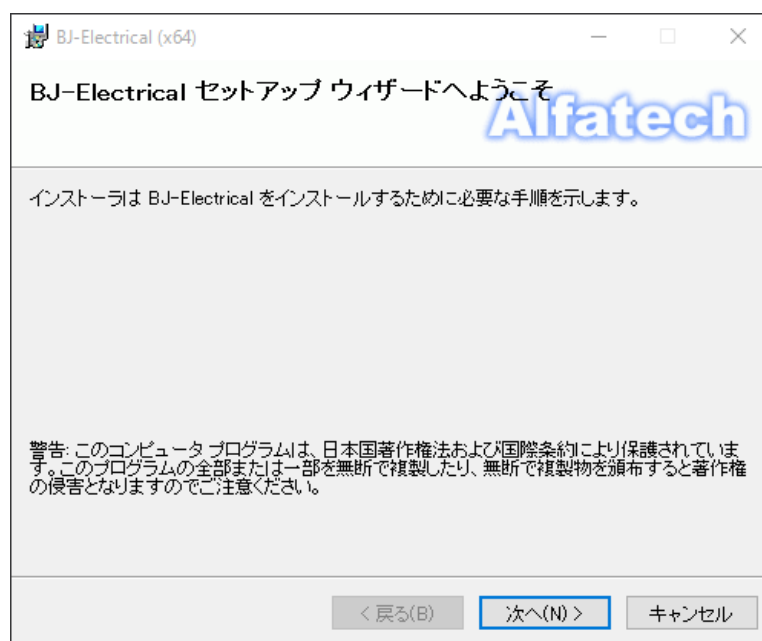 BJ-Electrical (x64)
BJ-Electrical セットアップ ウィザードへようこそ
Alfatech
インストーラは BJ-Electrical をインストールするために必要な手順を示します。
警告: このコンピュータ プログラムは、日本国著作権法および国際条約により保護されていま
す。このプログラムの全部または一部を無断で複製したり、無断で複製物を頒布すると著作権
の侵害となりますのでご注意ください。
< 戻る(B)
次へ(N) >
キャンセル